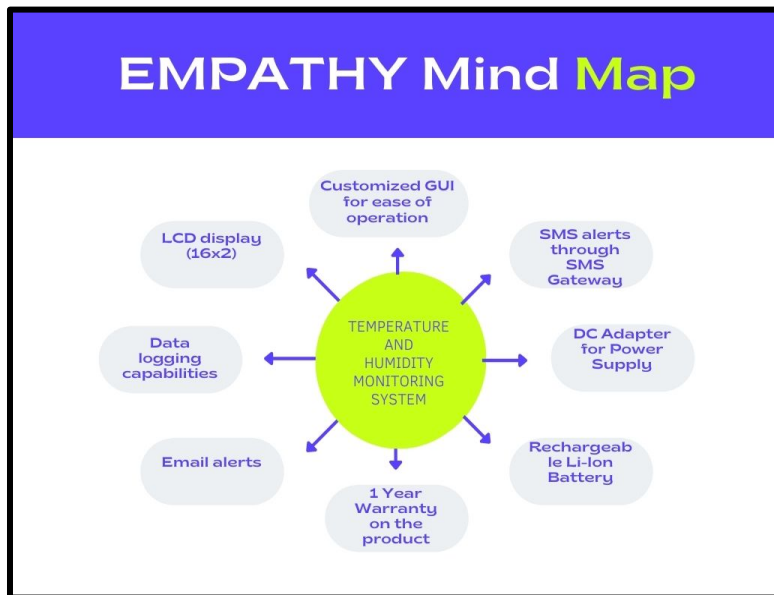 EMPATHY Mind Map
Customized GUI
for ease of
operation
LCD display
(16x2)
SMS alerts
through
SMS
Gateway
TEMPERATURE
AND
HUMIDITY
MONITORING
SYSTEM
Data
logging
capabilities
DC Adapter
for Power
Supply
Email alerts
Rechargeab
le Li-Ion
Battery
1 Year
Warranty
on the
product